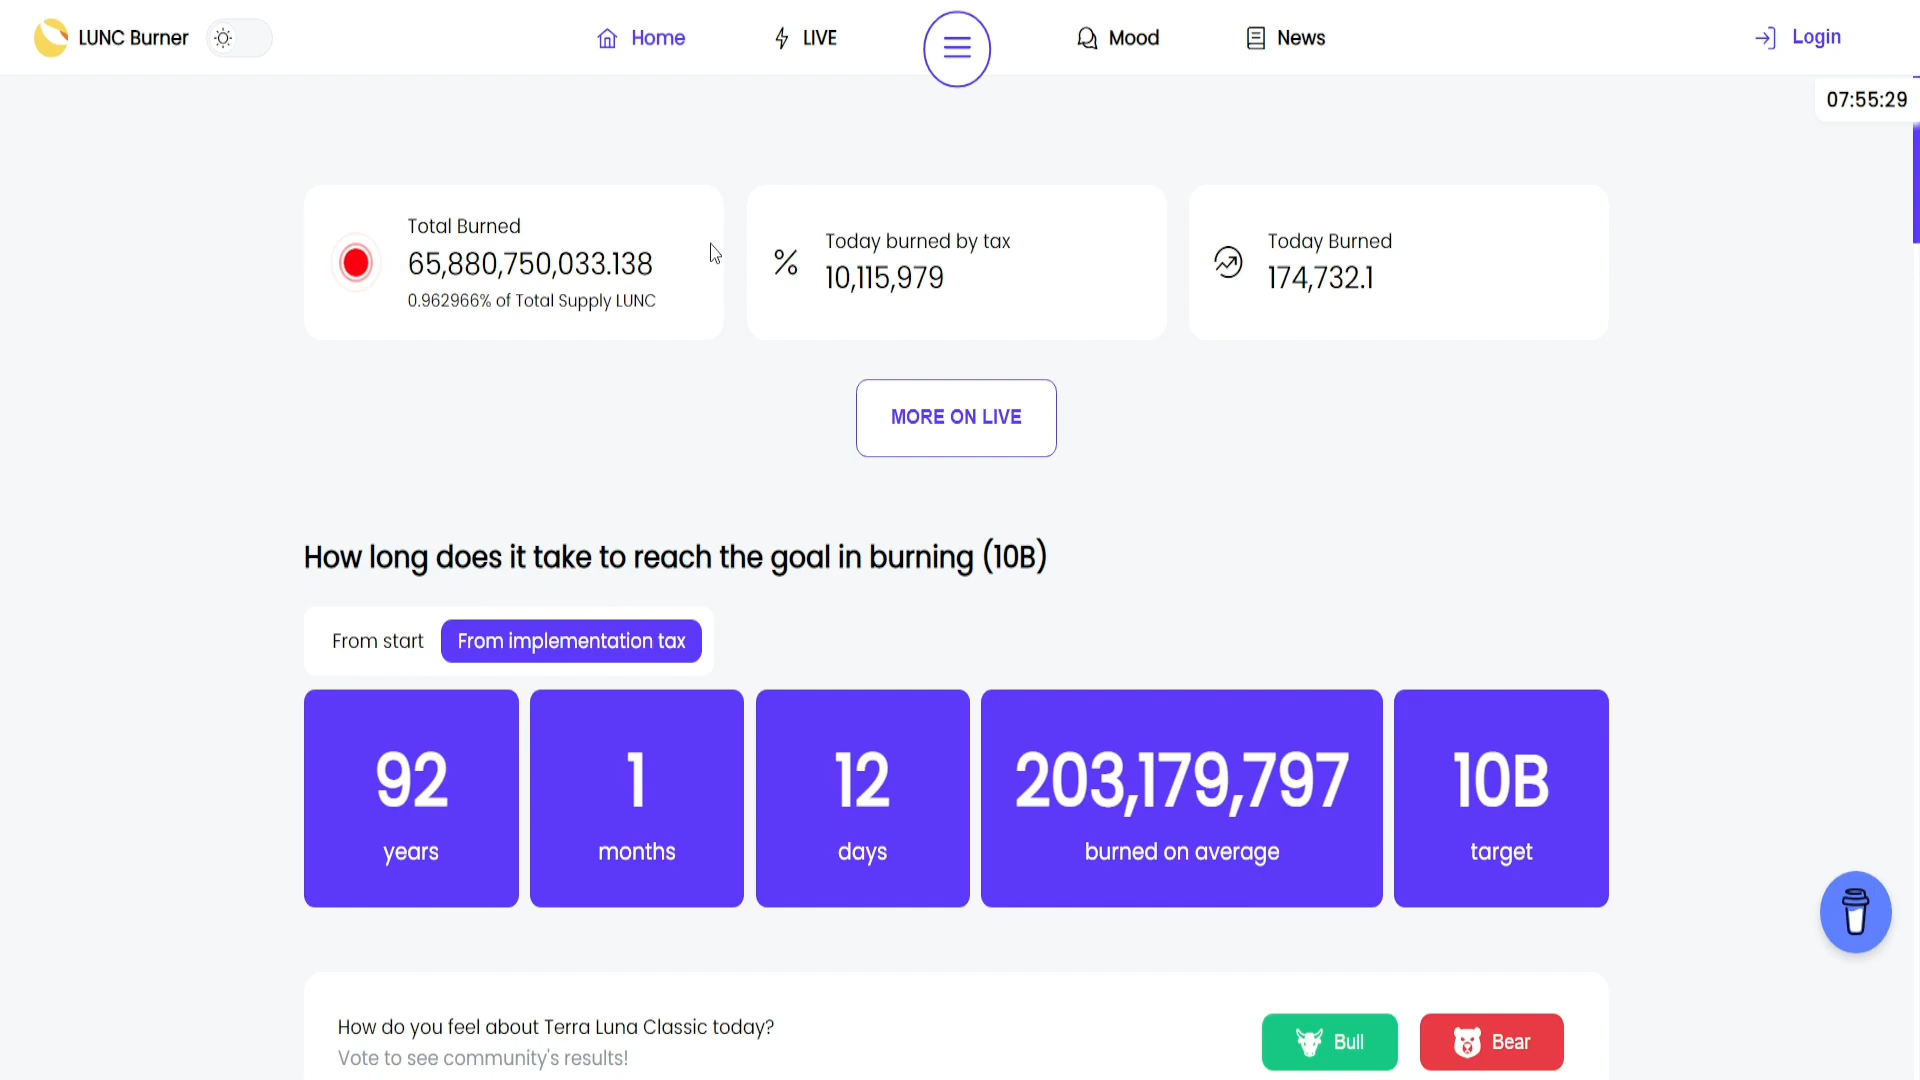 LUNC Burner
Home
LIVE
Mood
News
Login
07:55:29
Total Burned
65,880,750,033.138
0.962966% of Total Supply LUNC
Today burned by tax
10,115,979
Today Burned
174,732.1
MORE ON LIVE
How long does it take to reach the goal in burning (10B)
From start
From implementation tax
92
years
1
months
12
days
203,179,797
burned on average
10B
target
How do you feel about Terra Luna Classic today?
Vote to see community's results!
Bull
Bear